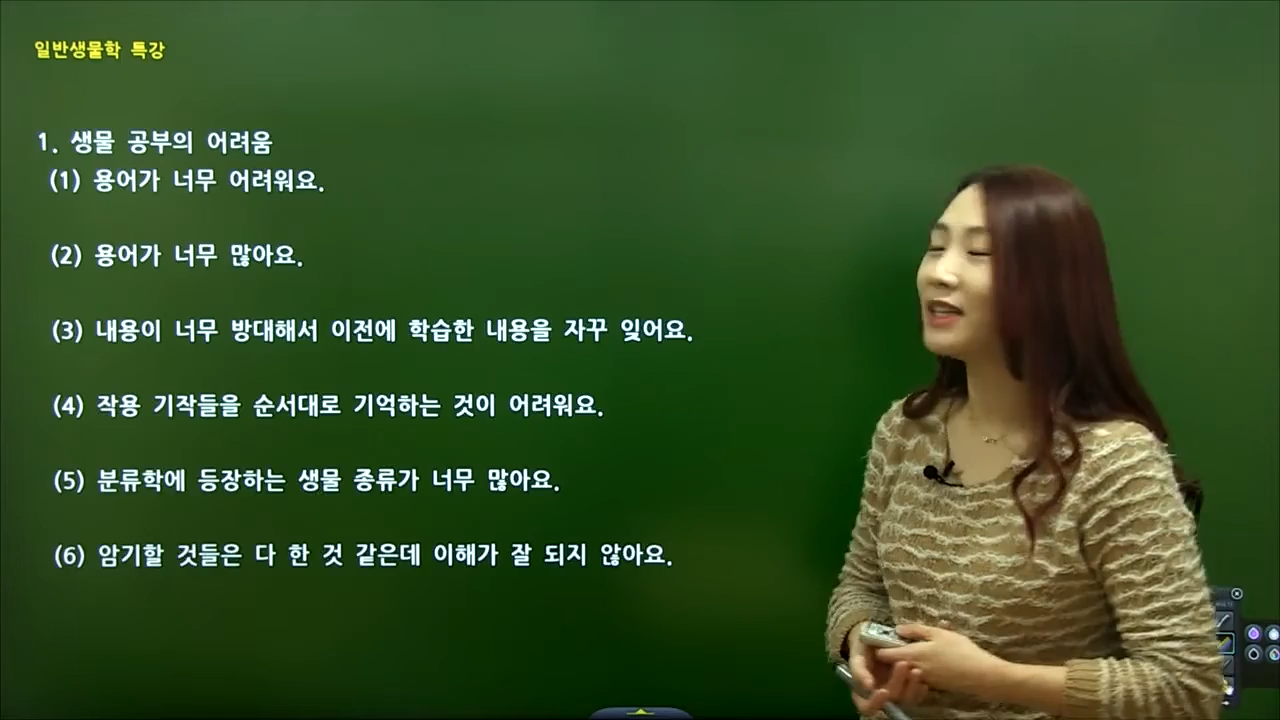 일반생물학 특강
1. 생물 공부의 어려움
(1) 용어가 너무 어려워요.
(2) 용어가 너무 많아요.
(3) 내용이 너무 방대해서 이전에 학습한 내용을 자꾸 잊어요.
(4) 작용 기작들을 순서대로 기억하는 것이 어려워요.
(5) 분류학에 등장하는 생물 종류가 너무 많아요.
(6) 암기할 것들은 다 한 것 같은데 이해가 잘 되지 않아요.